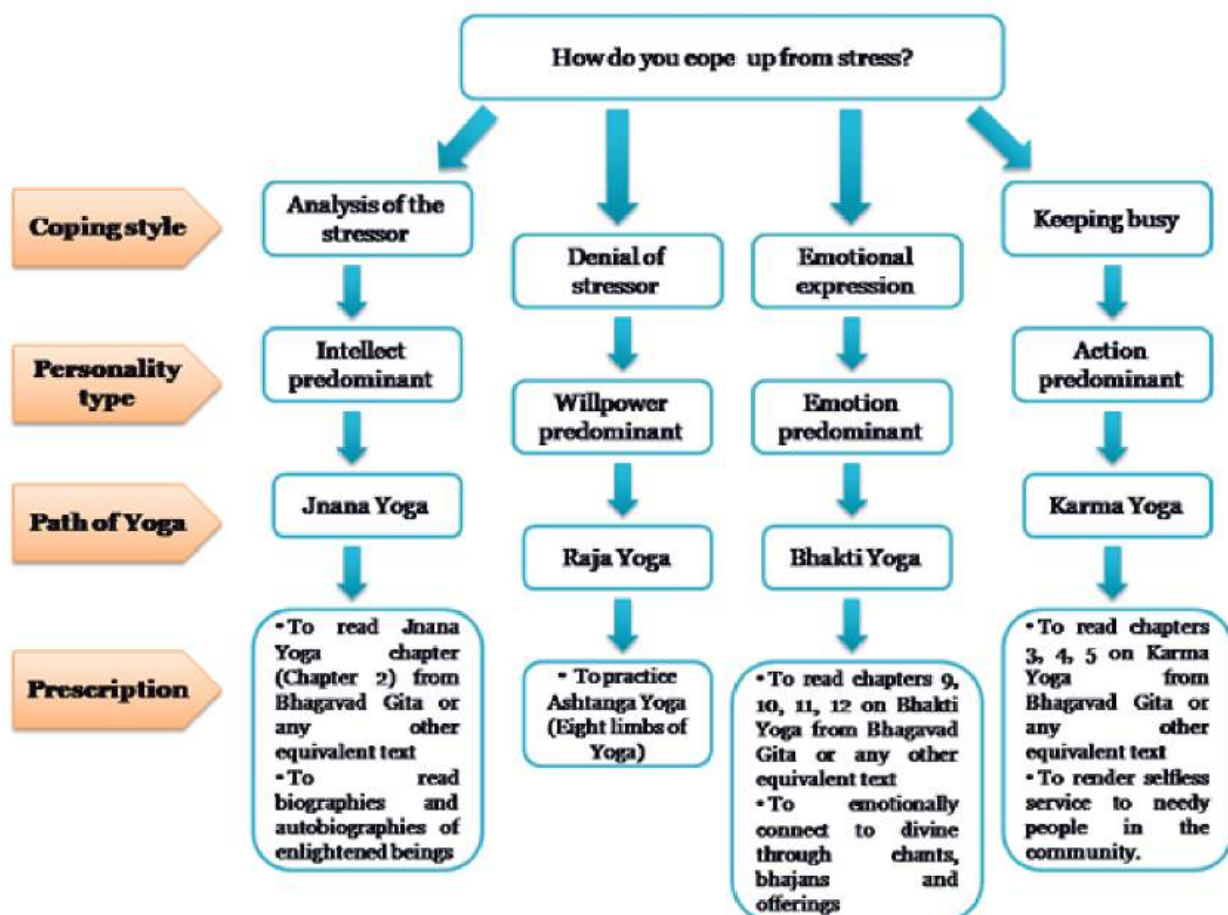 How do you cope up from stress?
Coping style
Analysis of the
stressor
Denial of
stressor
Emotional
expression
Keeping busy
Personality
type
Intellect
predominant
Willpower
predominant
Emotion
predominant
Action
predominant
Path of Yoga
Jnana Yoga
Raja Yoga
Bhakti Yoga
Karma Yoga
Prescription
• To read Jnana
Yoga chapter
(Chapter 2) from
Bhagavad Gita or
any other
equivalent text
• To read
biographies and
autobiographies of
enlightened beings
• To practice
Ashtanga Yoga
(Eight limbs of
Yoga)
• To read chapters 9,
10, 11, 12 on Bhakti
Yoga from Bhagavad
Gita or any other
equivalent text
• To emotionally
connect to divine
through chants,
bhajans and
offerings
• To read chapters
3, 4, 5 on Karma
Yoga from
Bhagavad Gita or
any other
equivalent text
• To render selfless
service to needy
people in the
community.